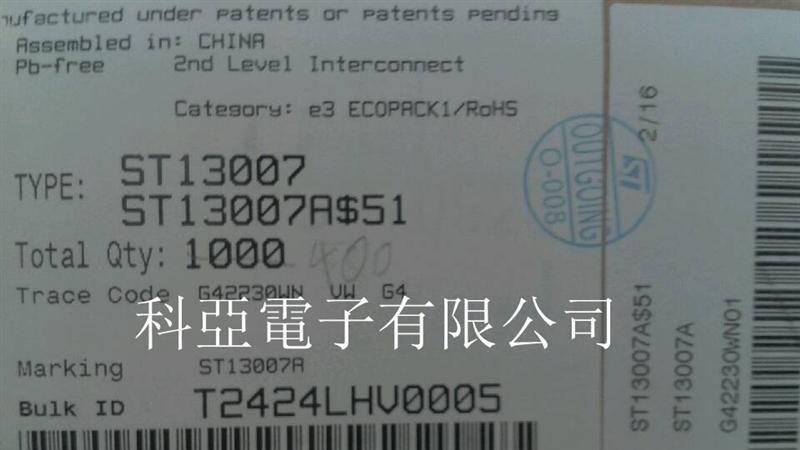 nufactured under patents or patents pending
Assembled in: CHINA
Pb-free 2nd Level Interconnect
Category: e3 ECOPACK1/RoHS
TYPE: ST13007
ST13007A$51
Total Qty: 1000 400
Trace Code G42230WN VW G4
科亞電子有限公司
Marking ST13007A
Bulk ID T2424LHV0005
OUTGOING
O-008
ST
2/16
ST13007A$51
ST13007A
G42230WN01